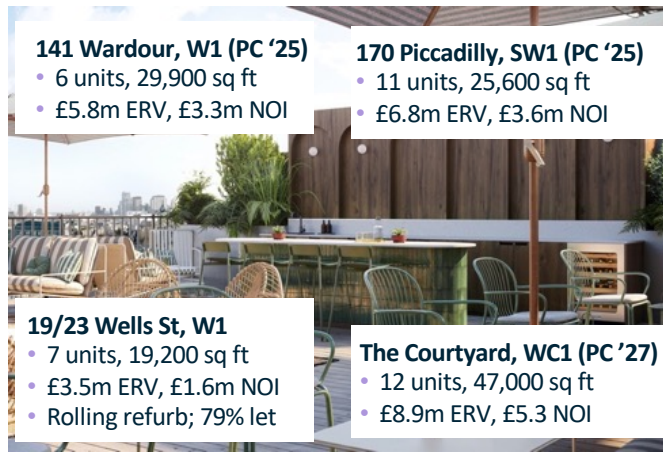 141 Wardour, W1 (PC ‘25)
• 6 units, 29,900 sq ft
• £5.8m ERV, £3.3m NOI
170 Piccadilly, SW1 (PC ‘25)
• 11 units, 25,600 sq ft
• £6.8m ERV, £3.6m NOI
19/23 Wells St, W1
• 7 units, 19,200 sq ft
• £3.5m ERV, £1.6m NOI
• Rolling refurb; 79% let
The Courtyard, WC1 (PC ’27)
• 12 units, 47,000 sq ft
• £8.9m ERV, £5.3 NOI